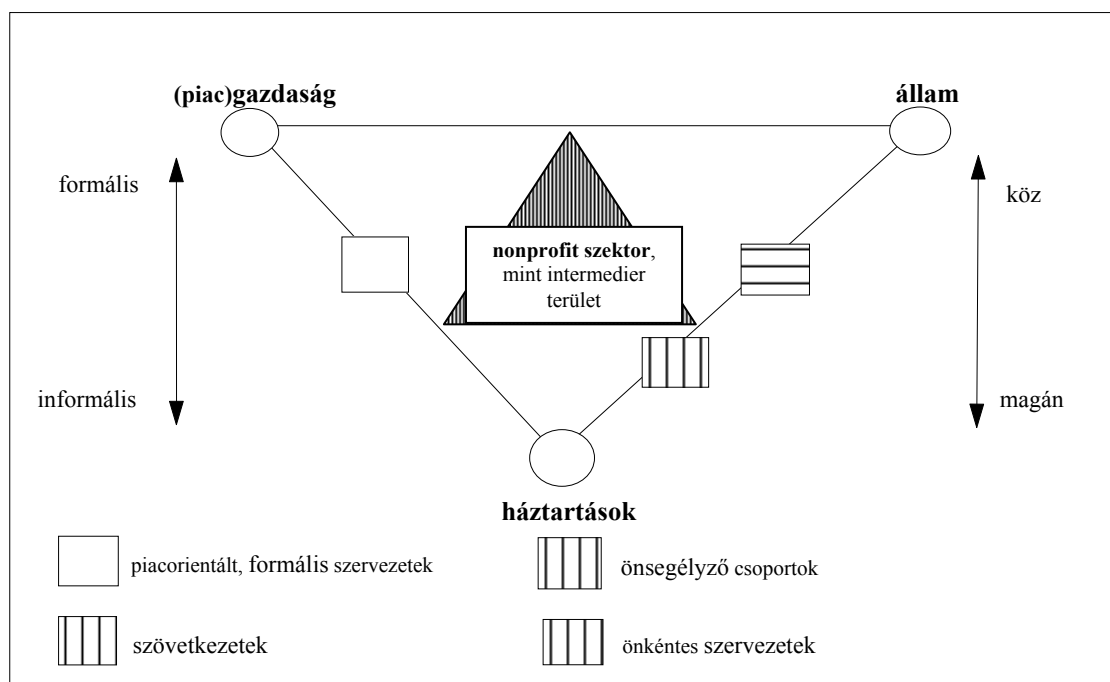 (piac)gazdaság
állam
formális
köz
nonprofit szektor,
mint intermedier
terület
informális
magán
háztartások
piacorientált, formális szervezetek
önsegélyző csoportok
szövetkezetek
önkéntes szervezetek